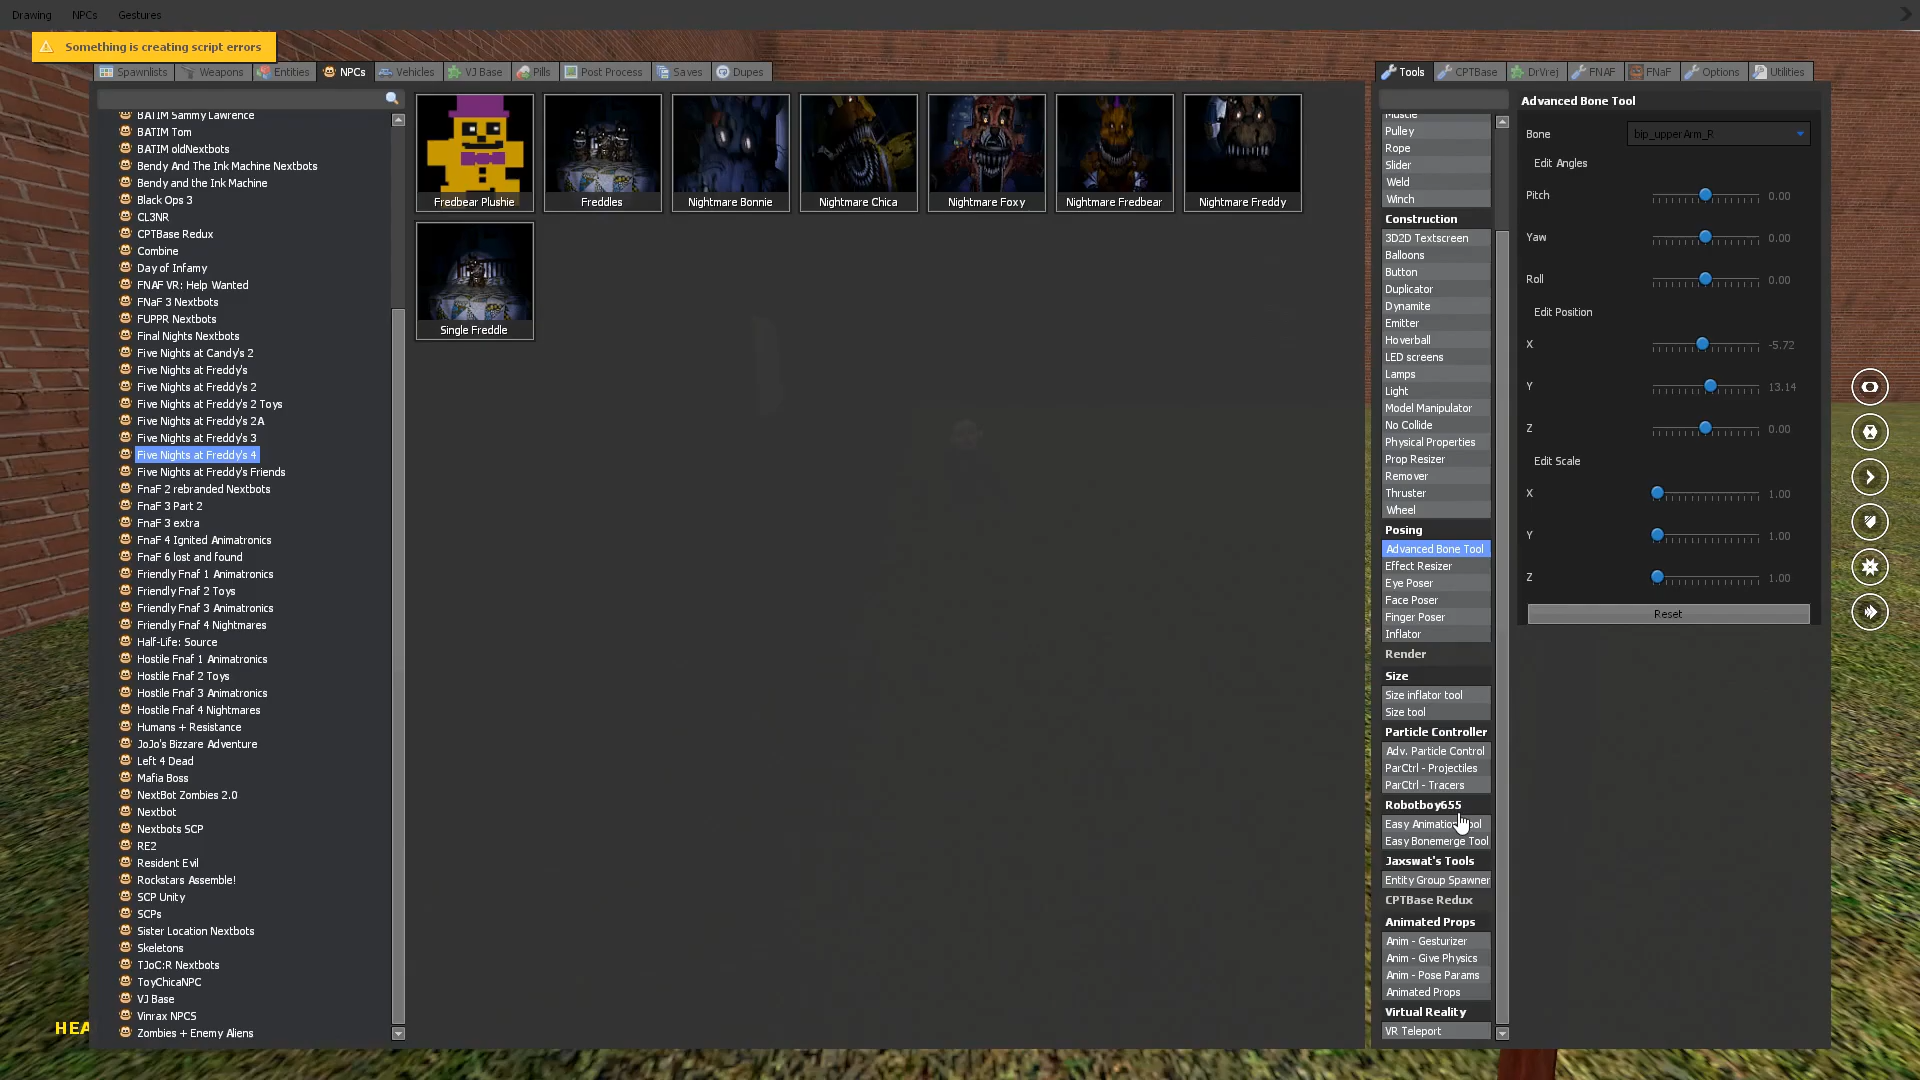 Drawing NPCs Gestures
Something is creating script errors
Spawnlists Weapons Entities NPCs Vehicles VJ Base Pills Post Process Saves Dupes
BATIM Sammy Lawrence
BATIM Tom
BATIM oldNextbots
Bendy And The Ink Machine Nextbots
Bendy and the Ink Machine
Black Ops 3
CL3NR
CPTBase Redux
Combine
Day of Infamy
FNAF VR: Help Wanted
FNaF 3 Nextbots
FUPPR Nextbots
Final Nights Nextbots
Five Nights at Candy's 2
Five Nights at Freddy's
Five Nights at Freddy's 2
Five Nights at Freddy's 2 Toys
Five Nights at Freddy's 2A
Five Nights at Freddy's 3
Five Nights at Freddy's 4
Five Nights at Freddy's Friends
FnaF 2 rebranded Nextbots
FnaF 3 Part 2
FnaF 3 extra
FnaF 4 Ignited Animatronics
FnaF 6 lost and found
Friendly Fnaf 1 Animatronics
Friendly Fnaf 2 Toys
Friendly Fnaf 3 Animatronics
Friendly Fnaf 4 Nightmares
Half-Life: Source
Hostile Fnaf 1 Animatronics
Hostile Fnaf 2 Toys
Hostile Fnaf 3 Animatronics
Hostile Fnaf 4 Nightmares
Humans + Resistance
JoJo's Bizzare Adventure
Left 4 Dead
Mafia Boss
NextBot Zombies 2.0
Nextbot
Nextbots SCP
RE2
Resident Evil
Rockstars Assemble!
SCP Unity
SCPs
Sister Location Nextbots
Skeletons
TJoC:R Nextbots
ToyChicaNPC
VJ Base
Vinrax NPCS
Zombies + Enemy Aliens
HEA
Fredbear Plushie Freddles Nightmare Bonnie Nightmare Chica Nightmare Foxy Nightmare Fredbear Nightmare Freddy
Single Freddle
Tools CPTBase DrVrej FNAF FNaF Options Utilities
Muscle
Pulley
Rope
Slider
Weld
Winch
Construction
3D2D Textscreen
Balloons
Button
Duplicator
Dynamite
Emitter
Hoverball
LED screens
Lamps
Light
Model Manipulator
No Collide
Physical Properties
Prop Resizer
Remover
Thruster
Wheel
Posing
Advanced Bone Tool
Effect Resizer
Eye Poser
Face Poser
Finger Poser
Inflator
Render
Size
Size inflator tool
Size tool
Particle Controller
Adv. Particle Control
ParCtrl - Projectiles
ParCtrl - Tracers
Robotboy655
Easy Animation Tool
Easy Bonemerge Tool
Jaxswat's Tools
Entity Group Spawner
CPTBase Redux
Animated Props
Anim - Gesturizer
Anim - Give Physics
Anim - Pose Params
Animated Props
Virtual Reality
VR Teleport
Advanced Bone Tool
Bone bip_upperArm_R
Edit Angles
Pitch 0.00
Yaw 0.00
Roll 0.00
Edit Position
X -5.72
Y 13.14
Z 0.00
Edit Scale
X 1.00
Y 1.00
Z 1.00
Reset